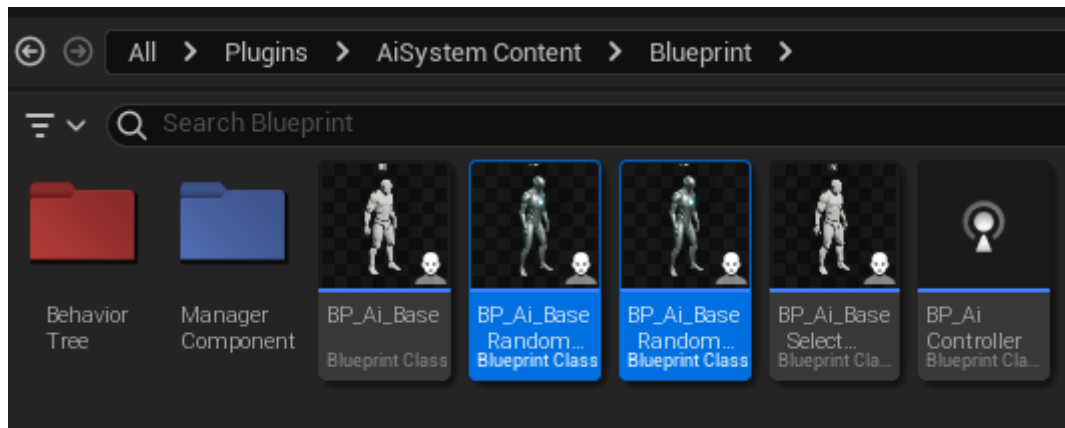 All > Plugins > AiSystem Content > Blueprint >
Search Blueprint
Behavior
Tree
Manager
Component
BP_Ai_Base
Blueprint Class
BP_Ai_Base
Random...
Blueprint Class
BP_Ai_Base
Random...
Blueprint Class
BP_Ai_Base
Select...
Blueprint Cla...
BP_Ai
Controller
Blueprint Cla...